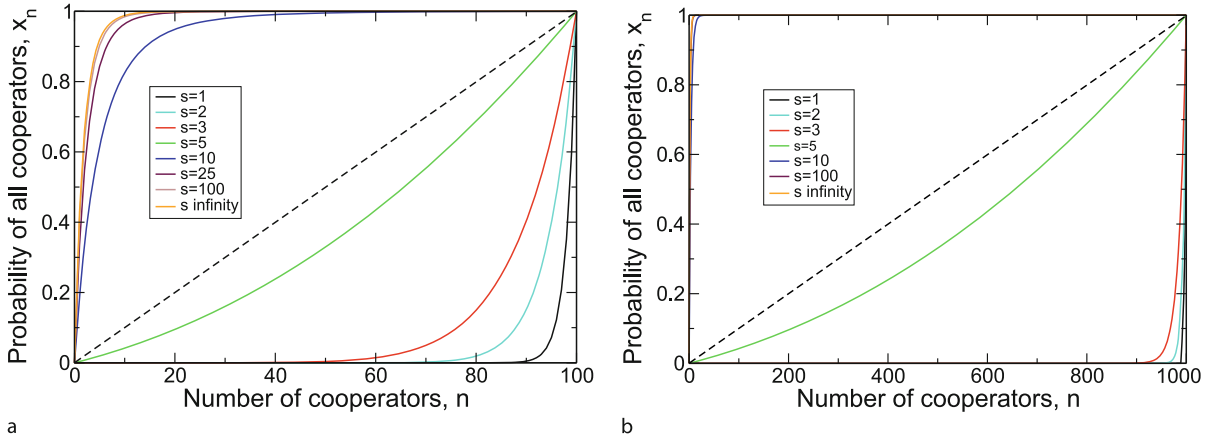 Probability of all cooperators, xn
1
0.8
0.6
0.4
0.2
0
0 20 40 60 80 100
Number of cooperators, n
s=1
s=2
s=3
s=5
s=10
s=25
s=100
s infinity
a
Probability of all cooperators, xn
1
0.8
0.6
0.4
0.2
0
0 200 400 600 800 1000
Number of cooperators, n
s=1
s=2
s=3
s=5
s=10
s=100
s infinity
b